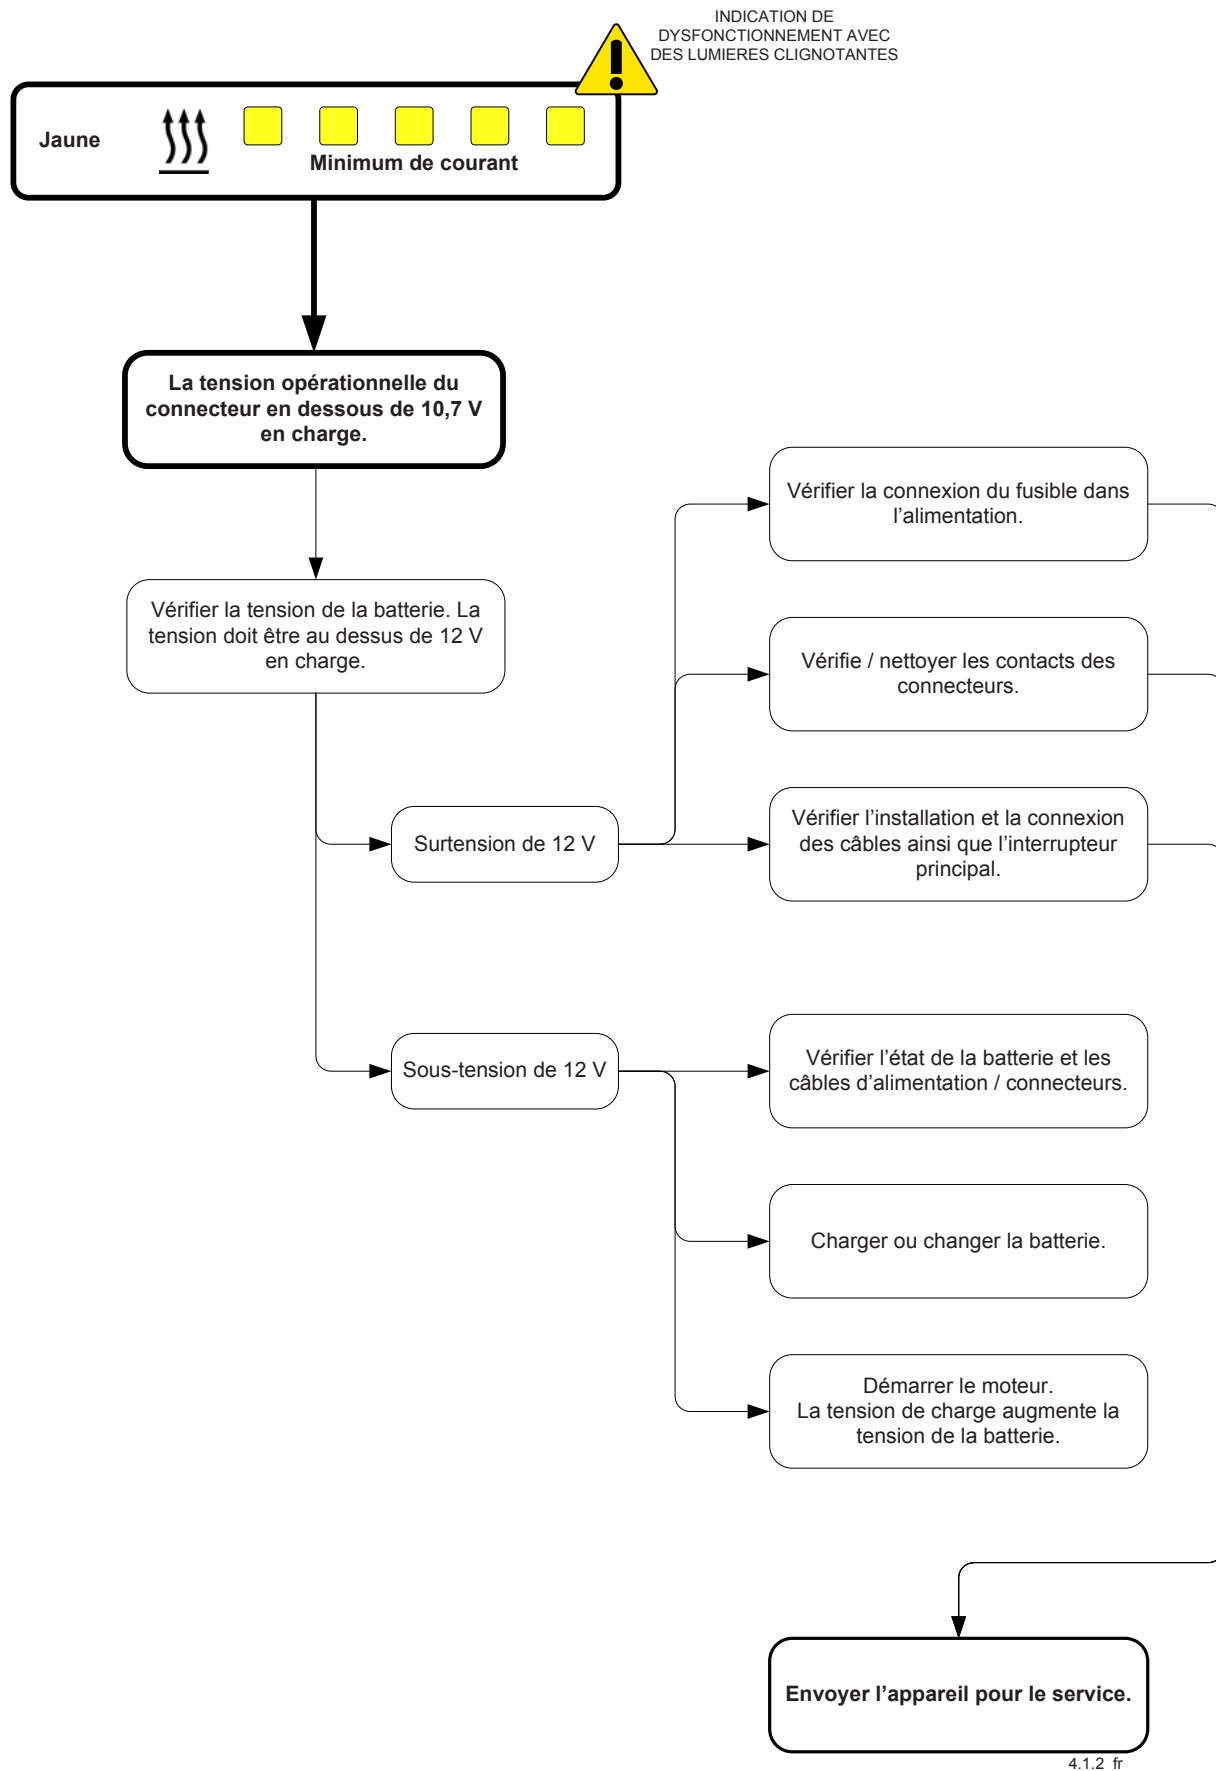 INDICATION DE
DYSFONCTIONNEMENT AVEC
DES LUMIERES CLIGNOTANTES
Jaune
Minimum de courant
La tension opérationnelle du
connecteur en dessous de 10,7 V
en charge.
Vérifier la connexion du fusible dans
l’alimentation.
Vérifier la tension de la batterie. La
tension doit être au dessus de 12 V
en charge.
Vérifie / nettoyer les contacts des
connecteurs.
Surtension de 12 V
Vérifier l’installation et la connexion
des câbles ainsi que l’interrupteur
principal.
Sous-tension de 12 V
Vérifier l’état de la batterie et les
câbles d’alimentation / connecteurs.
Charger ou changer la batterie.
Démarrer le moteur.
La tension de charge augmente la
tension de la batterie.
Envoyer l’appareil pour le service.
4.1.2_fr